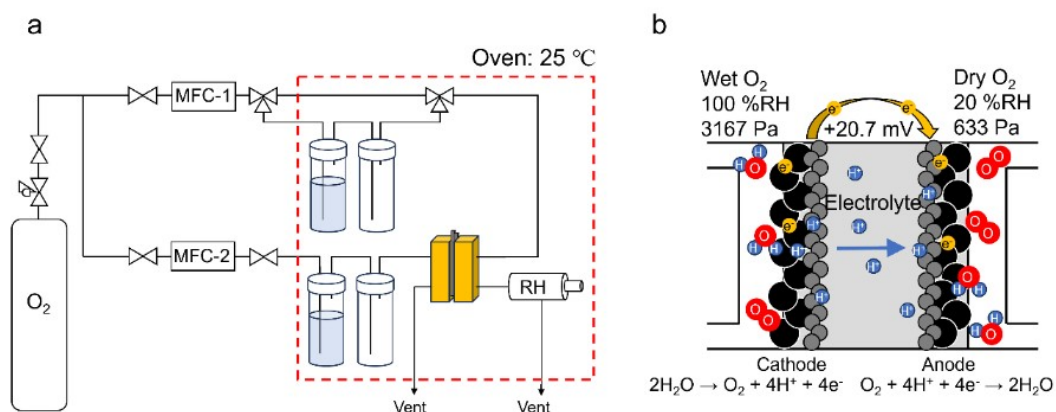 a
Oven: 25 ℃
MFC-1
MFC-2
O₂
RH
Vent
Vent
b
Wet O₂
100 %RH
3167 Pa
Dry O₂
20 %RH
633 Pa
e⁻ e⁻
+20.7 mV
Electrolyte
H H O e⁻ H⁺ H⁺ e⁻ O O
H⁺ H⁺
O e⁻ H⁺ H⁺ e⁻ O O
H H H⁺ H⁺ O H H
H⁺ H⁺ H⁺
O O H⁺ H H O
Cathode
2H₂O → O₂ + 4H⁺ + 4e⁻
Anode
O₂ + 4H⁺ + 4e⁻ → 2H₂O